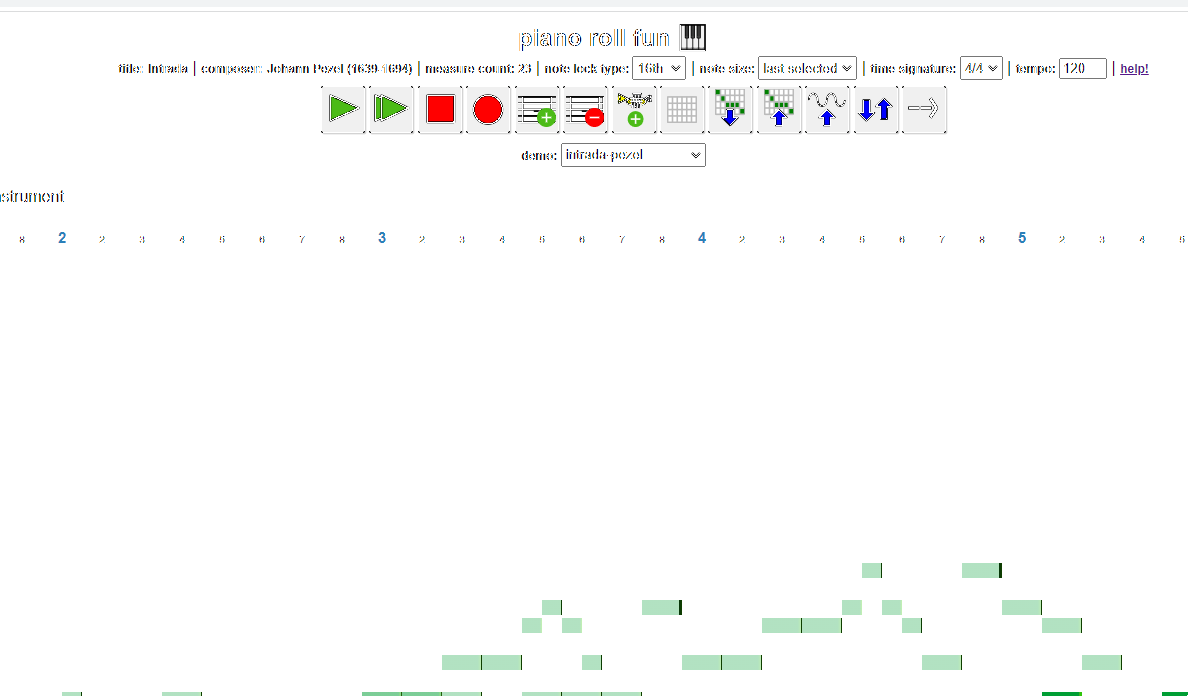 piano roll fun
title: Intrada | composer: Johann Pezel (1639-1694) | measure count: 23 | note lock type: 16th | note size: last selected | time signature: 4/4 | tempo: 120 | help!
demo: intrada-pezel
nstrument
8 2 2 3 4 5 6 7 8 3 2 3 4 5 6 7 8 4 2 3 4 5 6 7 8 5 2 3 4 5